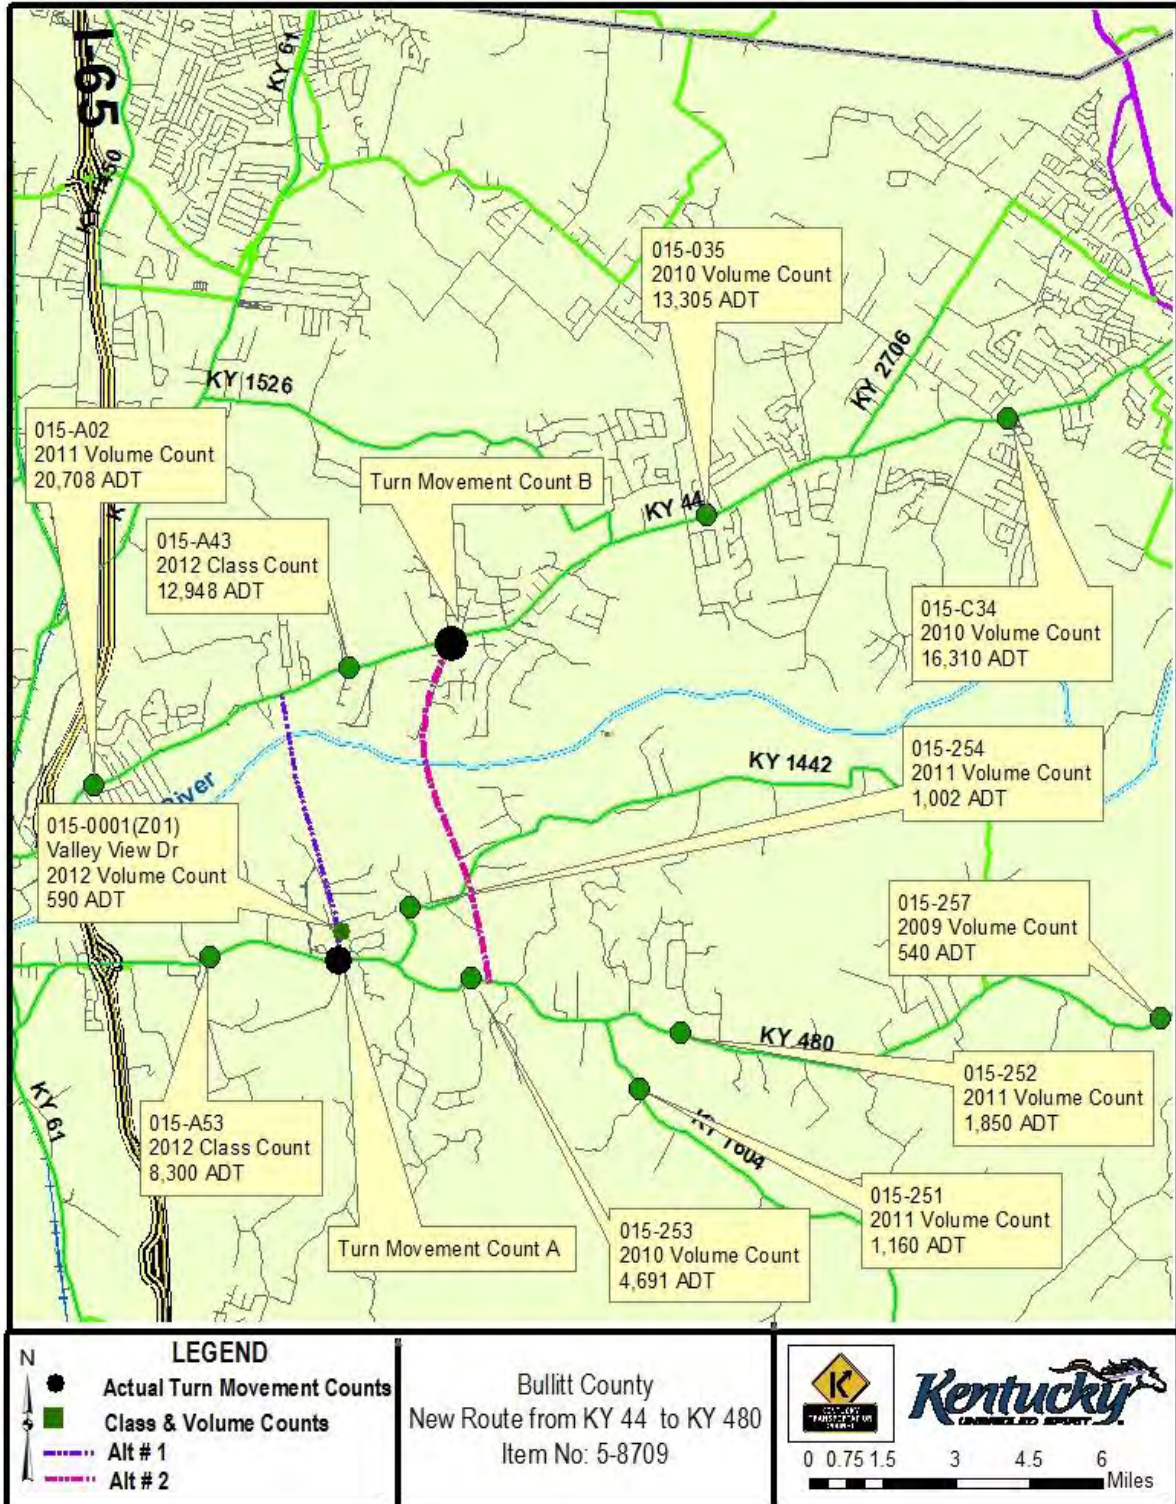 I-65
KY 61
KY 1526
KY 2706
015-035
2010 Volume Count
13,305 ADT
015-A02
2011 Volume Count
20,708 ADT
Turn Movement Count B
KY 44
015-A43
2012 Class Count
12,948 ADT
015-C34
2010 Volume Count
16,310 ADT
River
KY 1442
015-254
2011 Volume Count
1,002 ADT
015-0001(Z01)
Valley View Dr
2012 Volume Count
590 ADT
015-257
2009 Volume Count
540 ADT
KY 480
015-252
2011 Volume Count
1,850 ADT
KY 61
015-A53
2012 Class Count
8,300 ADT
KY 1604
015-251
2011 Volume Count
1,160 ADT
Turn Movement Count A
015-253
2010 Volume Count
4,691 ADT
N
LEGEND
Actual Turn Movement Counts
Class & Volume Counts
Alt # 1
Alt # 2
Bullitt County
New Route from KY 44 to KY 480
Item No: 5-8709
KENTUCKY
TRANSPORTATION
CABINET
Kentucky
UNBRIDLED SPIRIT
0 0.75 1.5 3 4.5 6
Miles